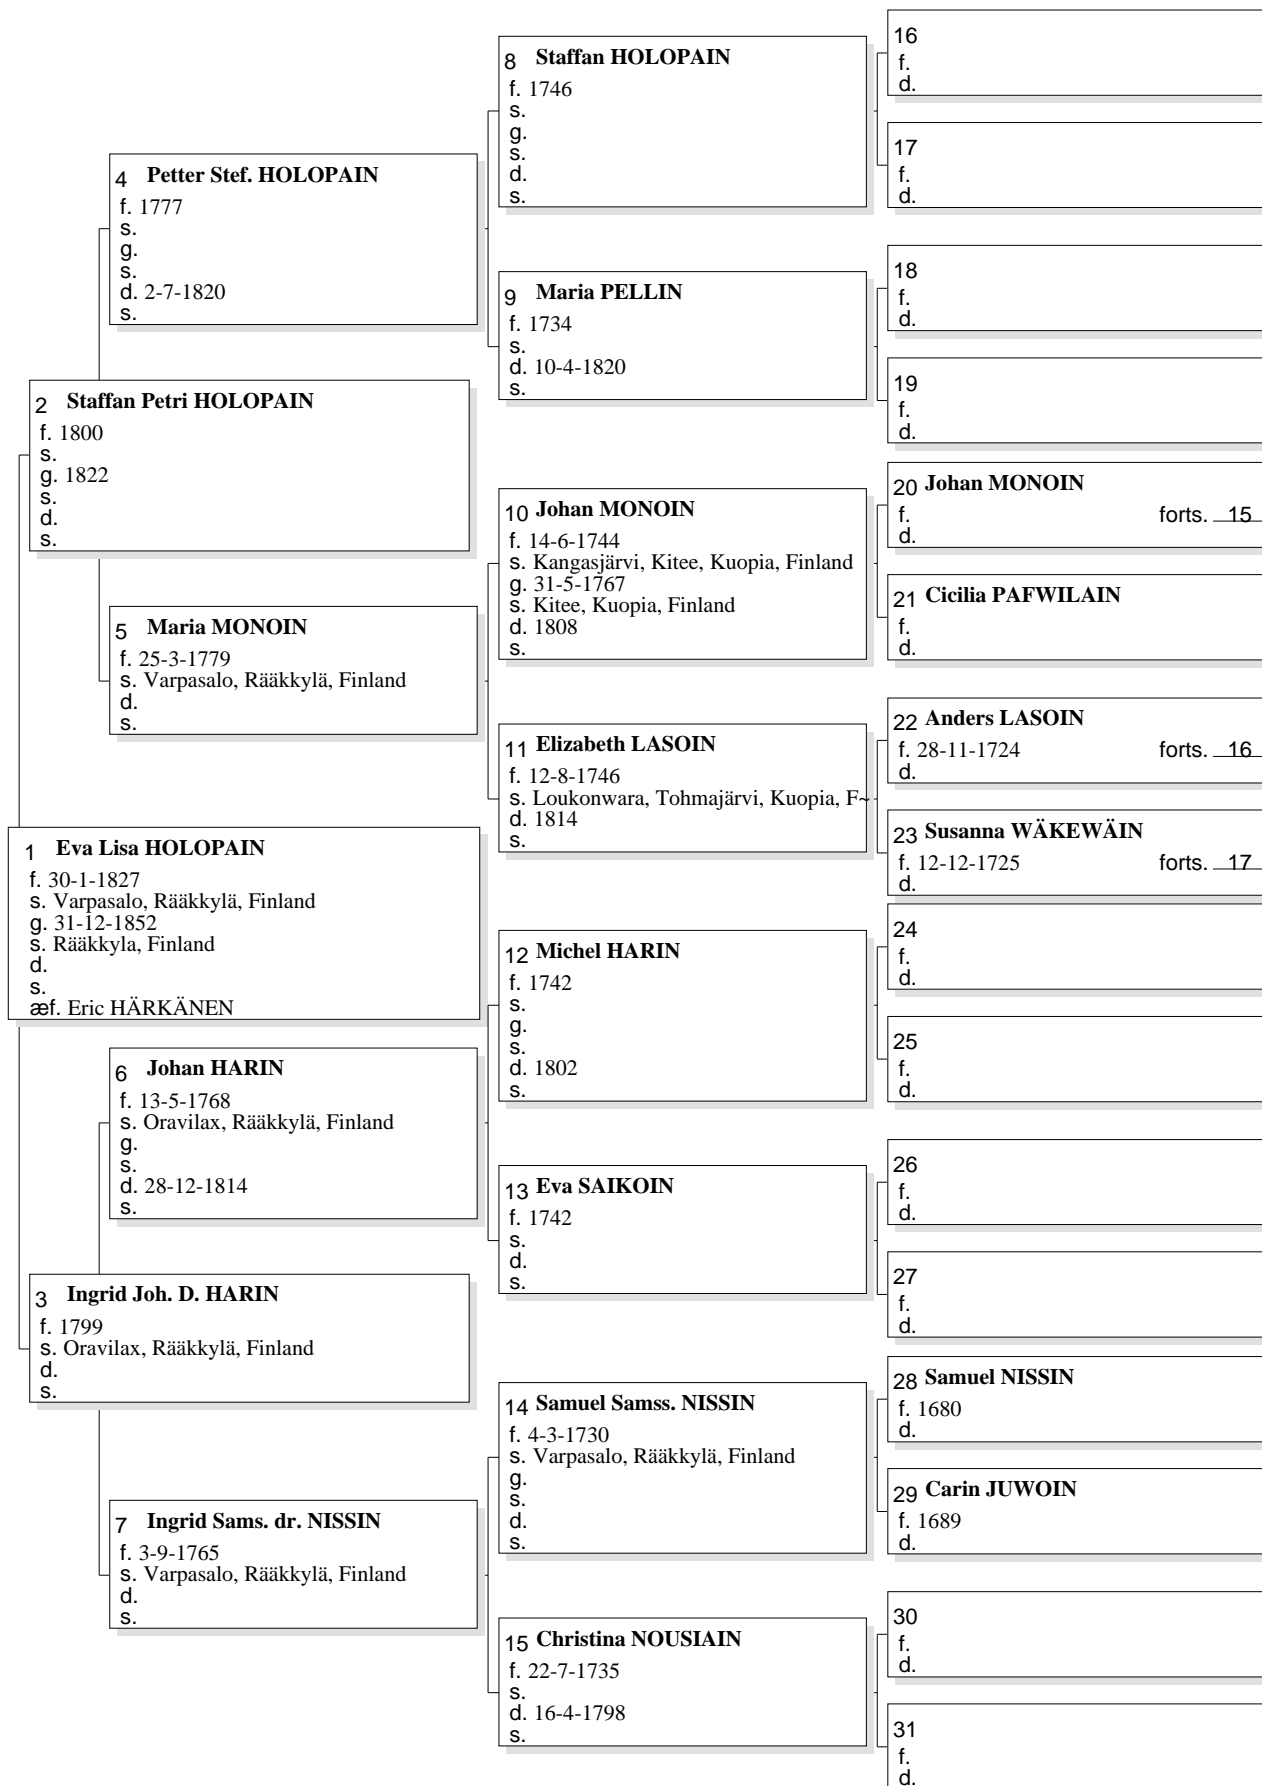 1 Eva Lisa HOLOPAIN
f. 30-1-1827
s. Varpasalo, Rääkkylä, Finland
g. 31-12-1852
s. Rääkkyla, Finland
d.
s.
æf. Eric HÄRKÄNEN
2 Staffan Petri HOLOPAIN
f. 1800
s.
g. 1822
s.
d.
s.
3 Ingrid Joh. D. HARIN
f. 1799
s. Oravilax, Rääkkylä, Finland
d.
s.
4 Petter Stef. HOLOPAIN
f. 1777
s.
g.
s.
d. 2-7-1820
s.
5 Maria MONOIN
f. 25-3-1779
s. Varpasalo, Rääkkylä, Finland
d.
s.
6 Johan HARIN
f. 13-5-1768
s. Oravilax, Rääkkylä, Finland
g.
s.
d. 28-12-1814
s.
7 Ingrid Sams. dr. NISSIN
f. 3-9-1765
s. Varpasalo, Rääkkylä, Finland
d.
s.
8 Staffan HOLOPAIN
f. 1746
s.
g.
s.
d.
s.
9 Maria PELLIN
f. 1734
s.
d. 10-4-1820
s.
10 Johan MONOIN
f. 14-6-1744
s. Kangasjärvi, Kitee, Kuopia, Finland
g. 31-5-1767
s. Kitee, Kuopia, Finland
d. 1808
s.
11 Elizabeth LASOIN
f. 12-8-1746
s. Loukonwara, Tohmajärvi, Kuopia, F~
d. 1814
s.
12 Michel HARIN
f. 1742
s.
g.
s.
d. 1802
s.
13 Eva SAIKOIN
f. 1742
s.
d.
s.
14 Samuel Samss. NISSIN
f. 4-3-1730
s. Varpasalo, Rääkkylä, Finland
g.
s.
d.
s.
15 Christina NOUSIAIN
f. 22-7-1735
s.
d. 16-4-1798
s.
16
f.
d.
17
f.
d.
18
f.
d.
19
f.
d.
20 Johan MONOIN
f. forts. 15
d.
21 Cicilia PAFWILAIN
f.
d.
22 Anders LASOIN
f. 28-11-1724 forts. 16
d.
23 Susanna WÄKEWÄIN
f. 12-12-1725 forts. 17
d.
24
f.
d.
25
f.
d.
26
f.
d.
27
f.
d.
28 Samuel NISSIN
f. 1680
d.
29 Carin JUWOIN
f. 1689
d.
30
f.
d.
31
f.
d.